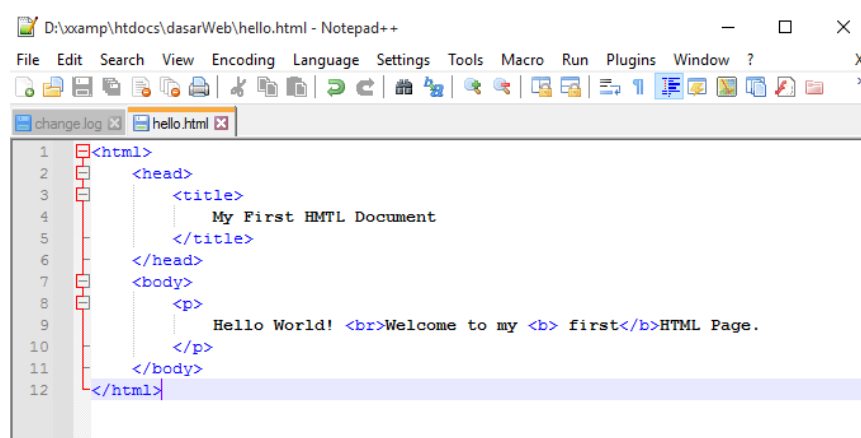 D:\xxamp\htdocs\dasarWeb\hello.html - Notepad++
File Edit Search View Encoding Language Settings Tools Macro Run Plugins Window ? X
change.log hello.html
1 <html>
2 <head>
3 <title>
4 My First HMTL Document
5 </title>
6 </head>
7 <body>
8 <p>
9 Hello World! <br>Welcome to my <b> first</b>HTML Page.
10 </p>
11 </body>
12 </html>